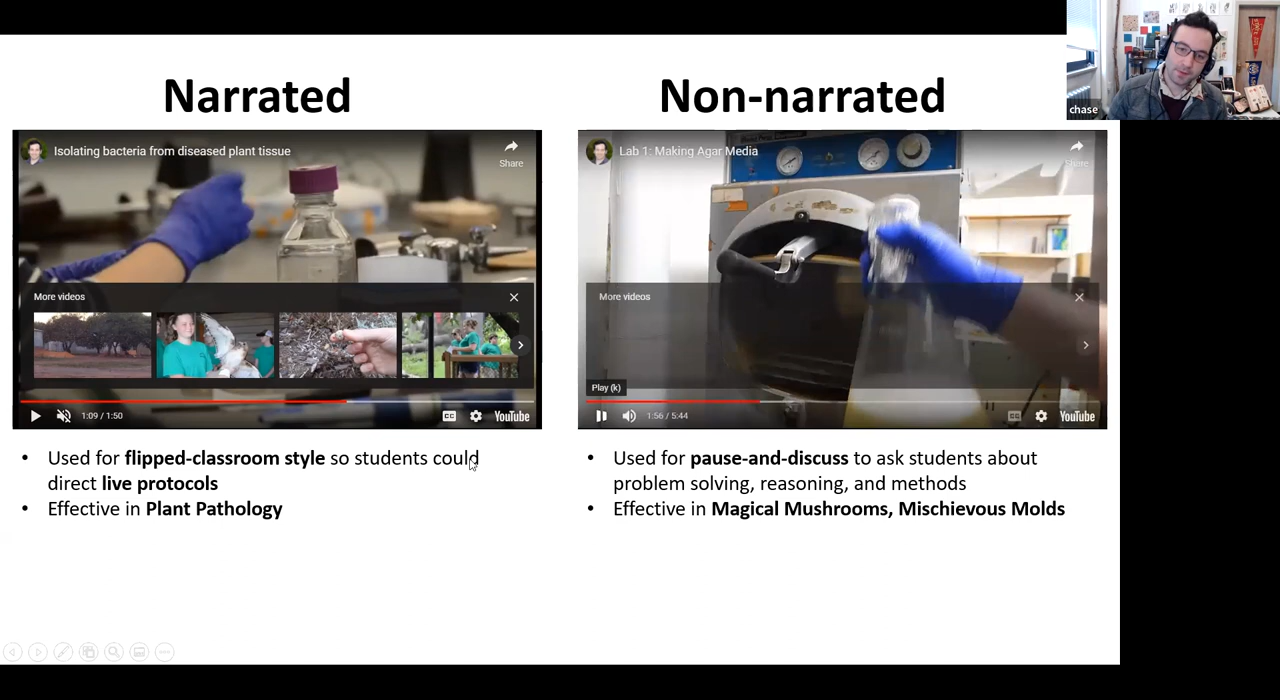 Narrated
Non-narrated
chase
Isolating bacteria from diseased plant tissue
Share
More videos
1:09 / 1:50
CC
YouTube
Lab 1: Making Agar Media
Share
More videos
Play (k)
1:56 / 5:44
CC
YouTube
• Used for flipped-classroom style so students could
direct live protocols
• Effective in Plant Pathology
• Used for pause-and-discuss to ask students about
problem solving, reasoning, and methods
• Effective in Magical Mushrooms, Mischievous Molds